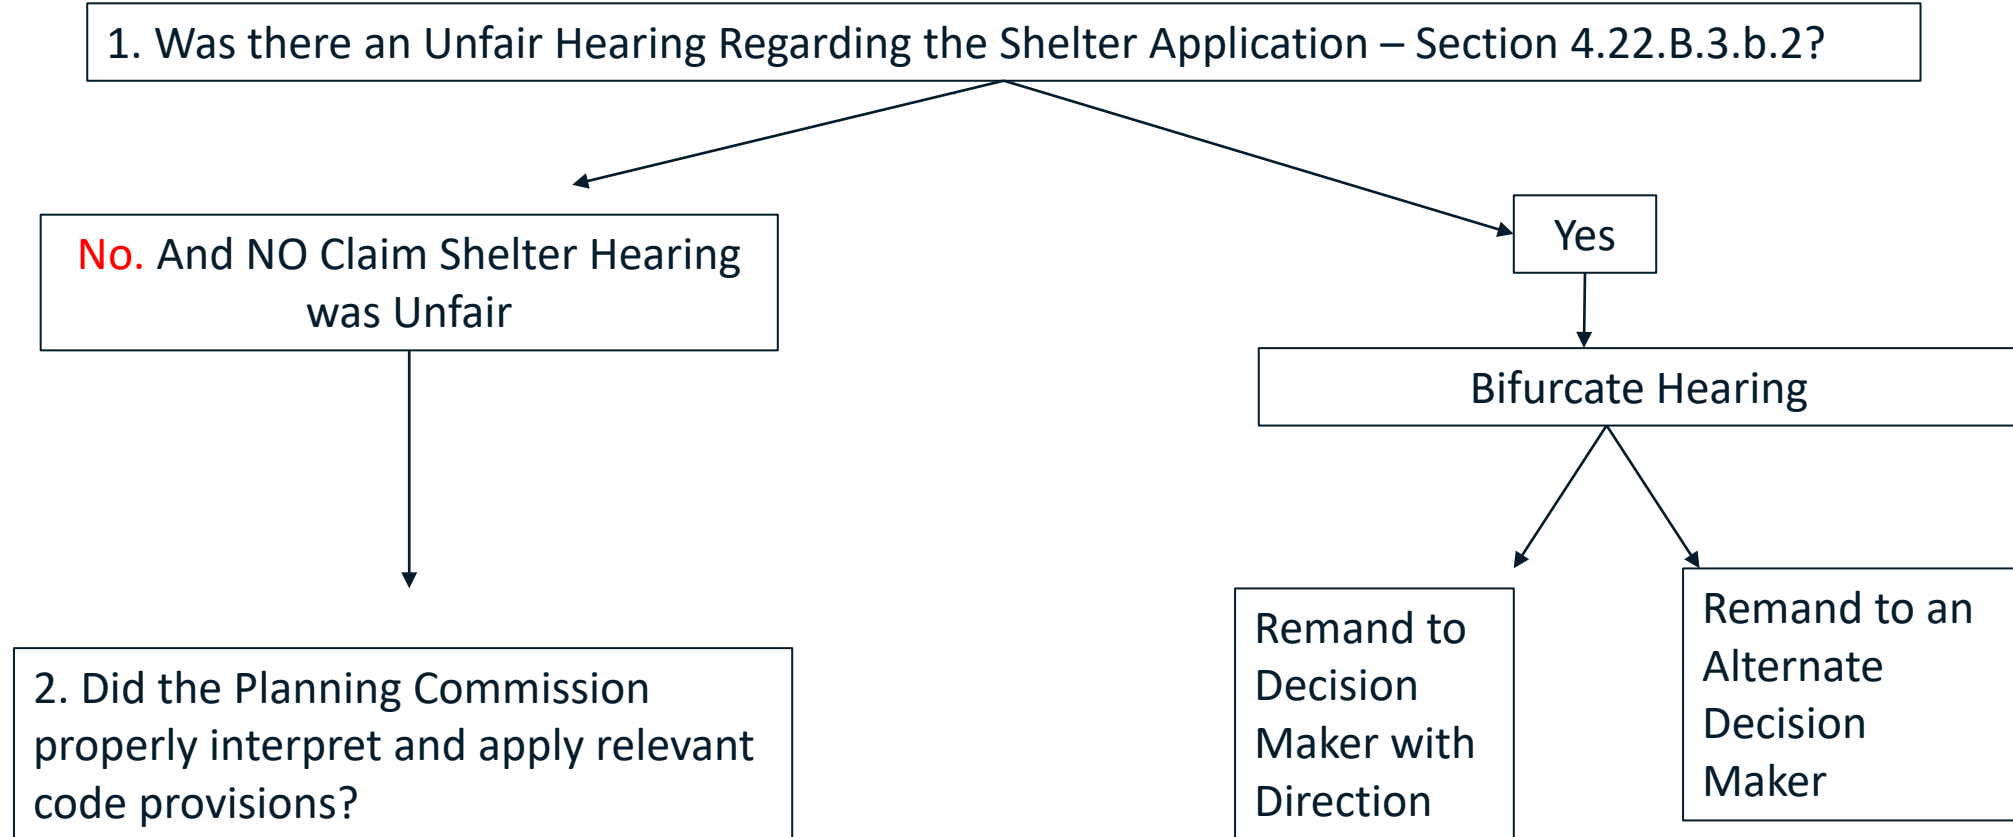 1. Was there an Unfair Hearing Regarding the Shelter Application – Section 4.22.B.3.b.2?
No. And NO Claim Shelter Hearing
was Unfair
Yes
Bifurcate Hearing
2. Did the Planning Commission
properly interpret and apply relevant
code provisions?
Remand to
Decision
Maker with
Direction
Remand to an
Alternate
Decision
Maker